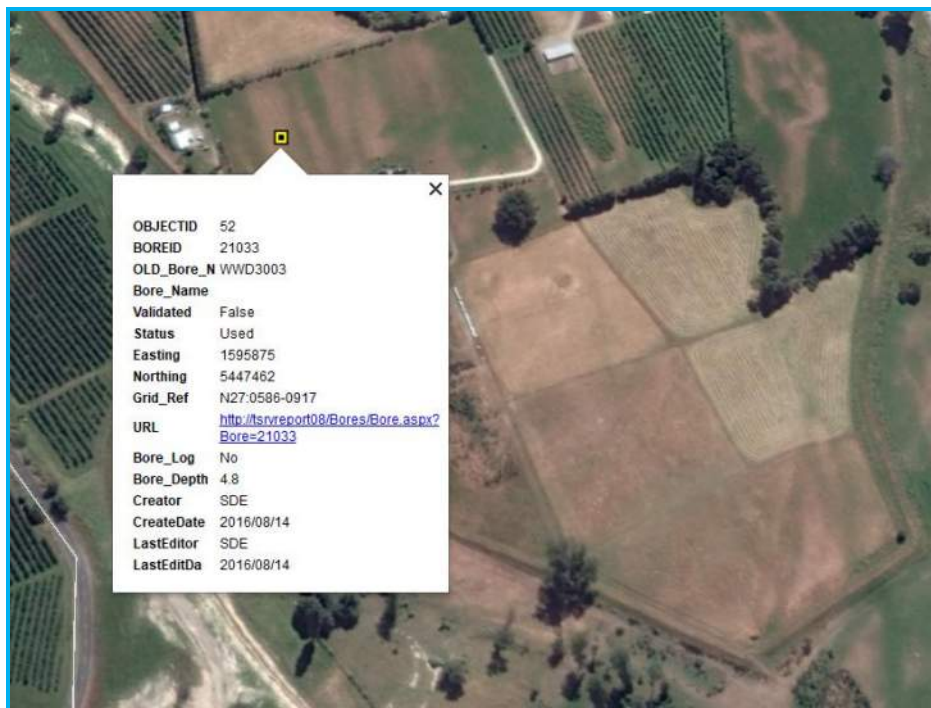 OBJECTID 52
BOREID 21033
OLD_Bore_N WWD3003
Bore_Name
Validated False
Status Used
Easting 1595875
Northing 5447462
Grid_Ref N27:0586-0917
URL http://tsrvreport08/Bores/Bore.aspx?
Bore=21033
Bore_Log No
Bore_Depth 4.8
Creator SDE
CreateDate 2016/08/14
LastEditor SDE
LastEditDa 2016/08/14